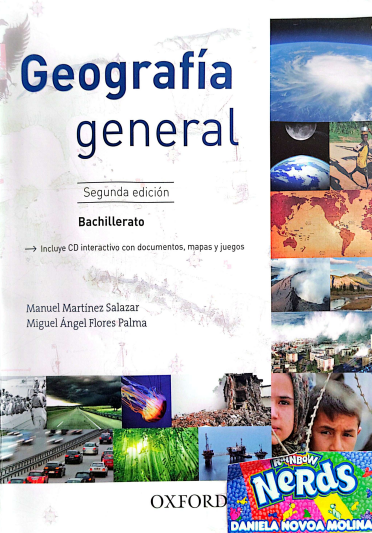 Geografía
general
Segunda edición
Bachillerato
→ Incluye CD interactivo con documentos, mapas y juegos
Manuel Martínez Salazar
Miguel Ángel Flores Palma
OXFORD
RAINBOW
NeRdS
DANIELA NOVOA MOLINA